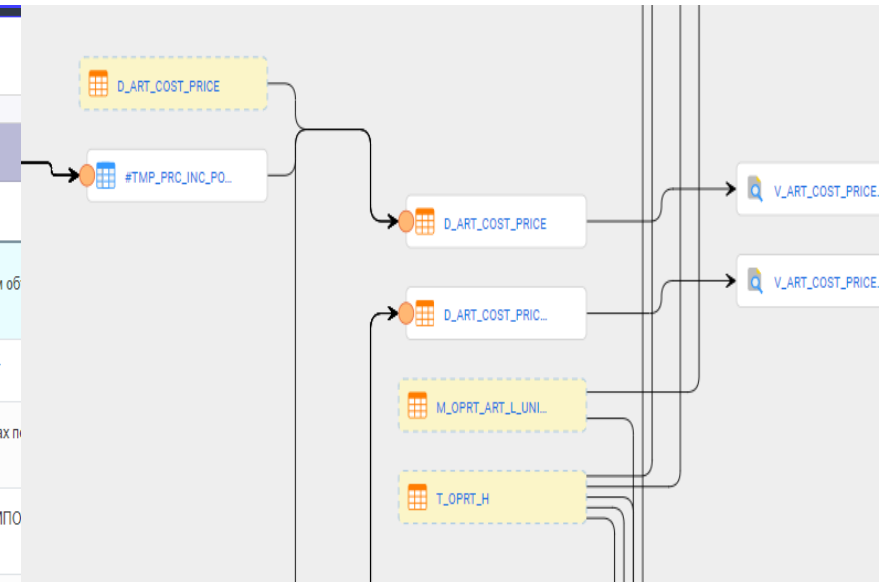 D_ART_COST_PRICE
#TMP_PRC_INC_PO...
D_ART_COST_PRICE
V_ART_COST_PRICE.
D_ART_COST_PRIC...
V_ART_COST_PRICE.
M_OPRT_ART_L_UNI...
T_OPRT_H